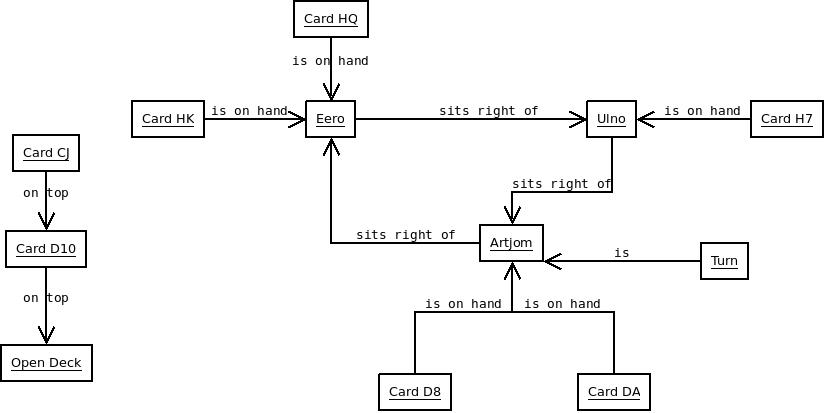 Card HQ
is on hand
Card HK
is on hand
Eero
sits right of
Ulno
is on hand
Card H7
Card CJ
on top
sits right of
Card D10
sits right of
Artjom
is
Turn
on top
is on hand
is on hand
Open Deck
Card D8
Card DA